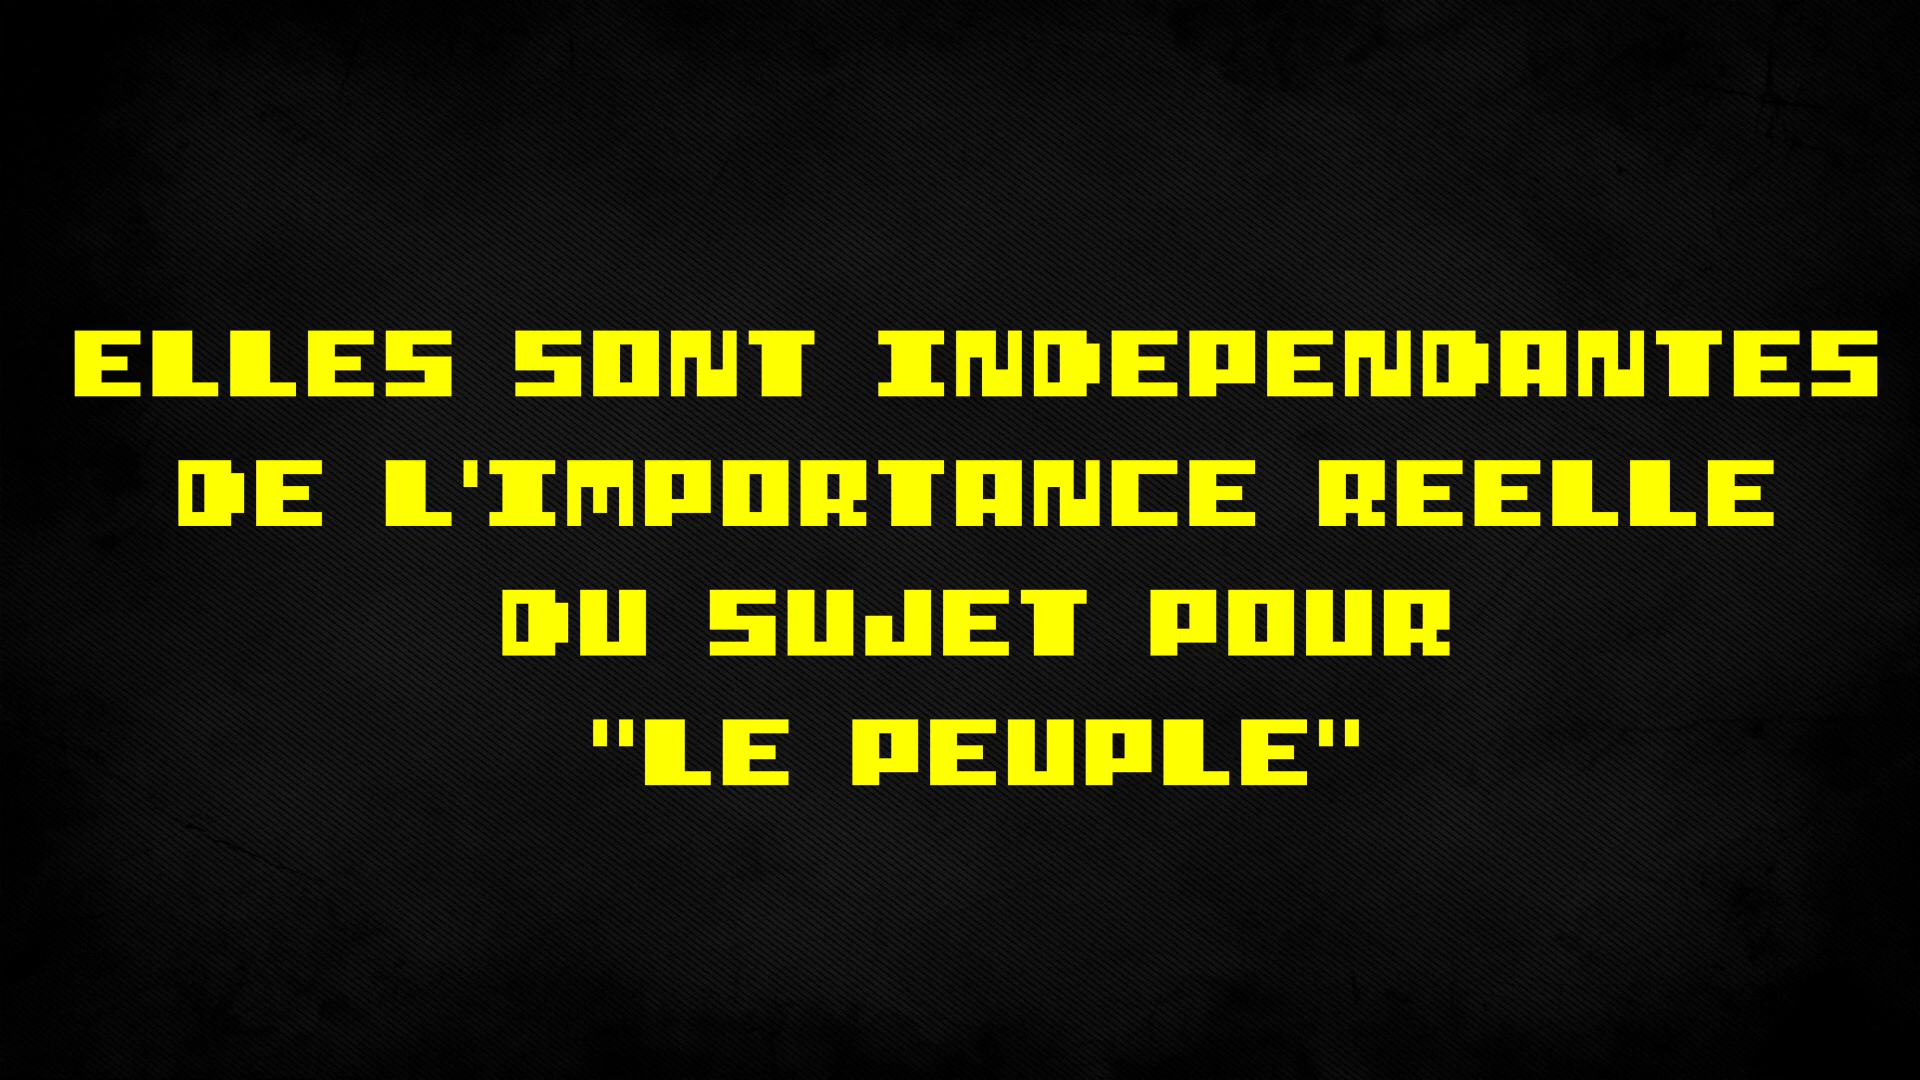 ELLES SONT INDEPENDANTES
DE L'IMPORTANCE REELLE
DU SUJET POUR
"LE PEUPLE"